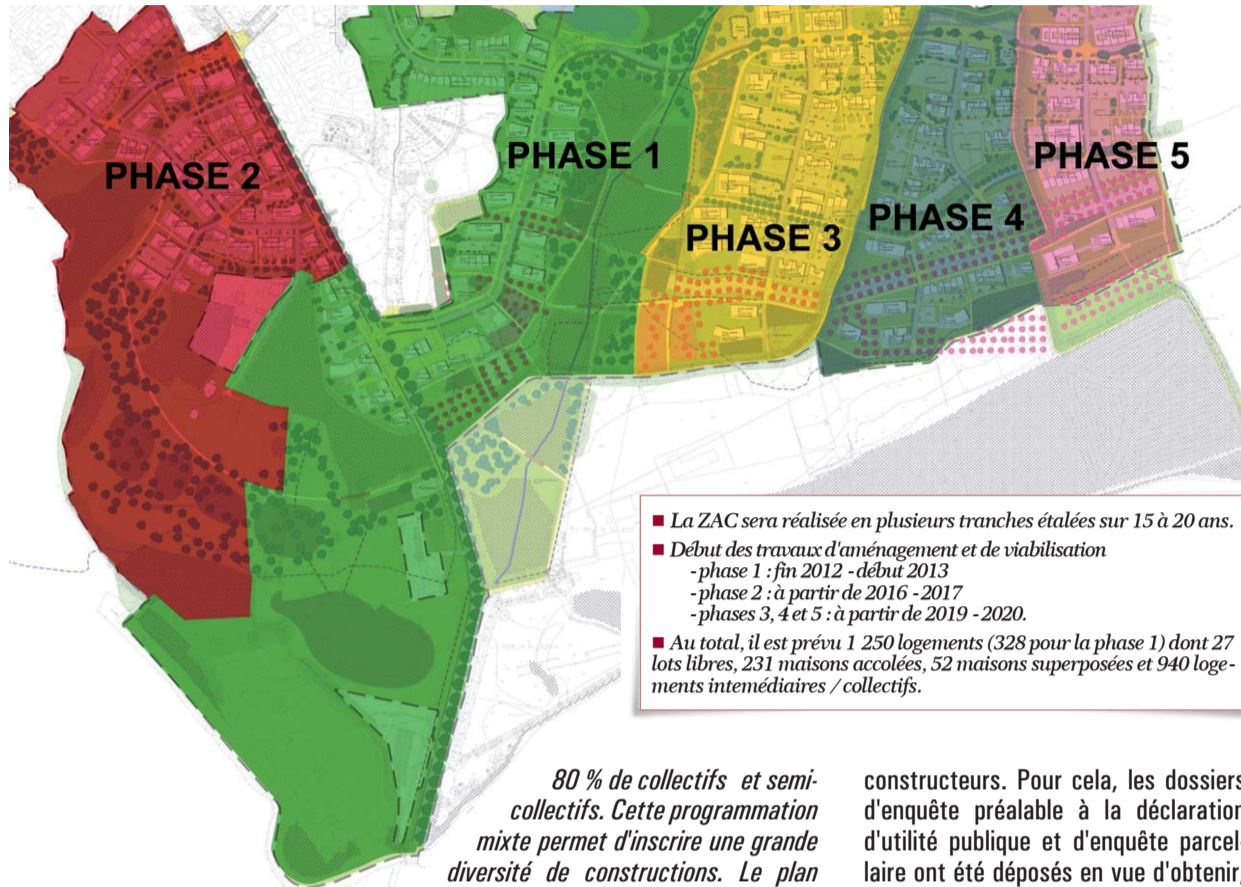 PHASE 2
PHASE 1
PHASE 3
PHASE 4
PHASE 5
■ La ZAC sera réalisée en plusieurs tranches étalées sur 15 à 20 ans.
■ Début des travaux d'aménagement et de viabilisation
- phase 1 : fin 2012 - début 2013
- phase 2 : à partir de 2016 - 2017
- phases 3, 4 et 5 : à partir de 2019 - 2020.
■ Au total, il est prévu 1 250 logements (328 pour la phase 1) dont 27
lots libres, 231 maisons accolées, 52 maisons superposées et 940 loge-
ments intemédiaires / collectifs.
80 % de collectifs et semi-
collectifs. Cette programmation
mixte permet d'inscrire une grande
diversité de constructions. Le plan
constructeurs. Pour cela, les dossiers
d'enquête préalable à la déclaration
d'utilité publique et d'enquête parcel-
laire ont été déposés en vue d'obtenir,